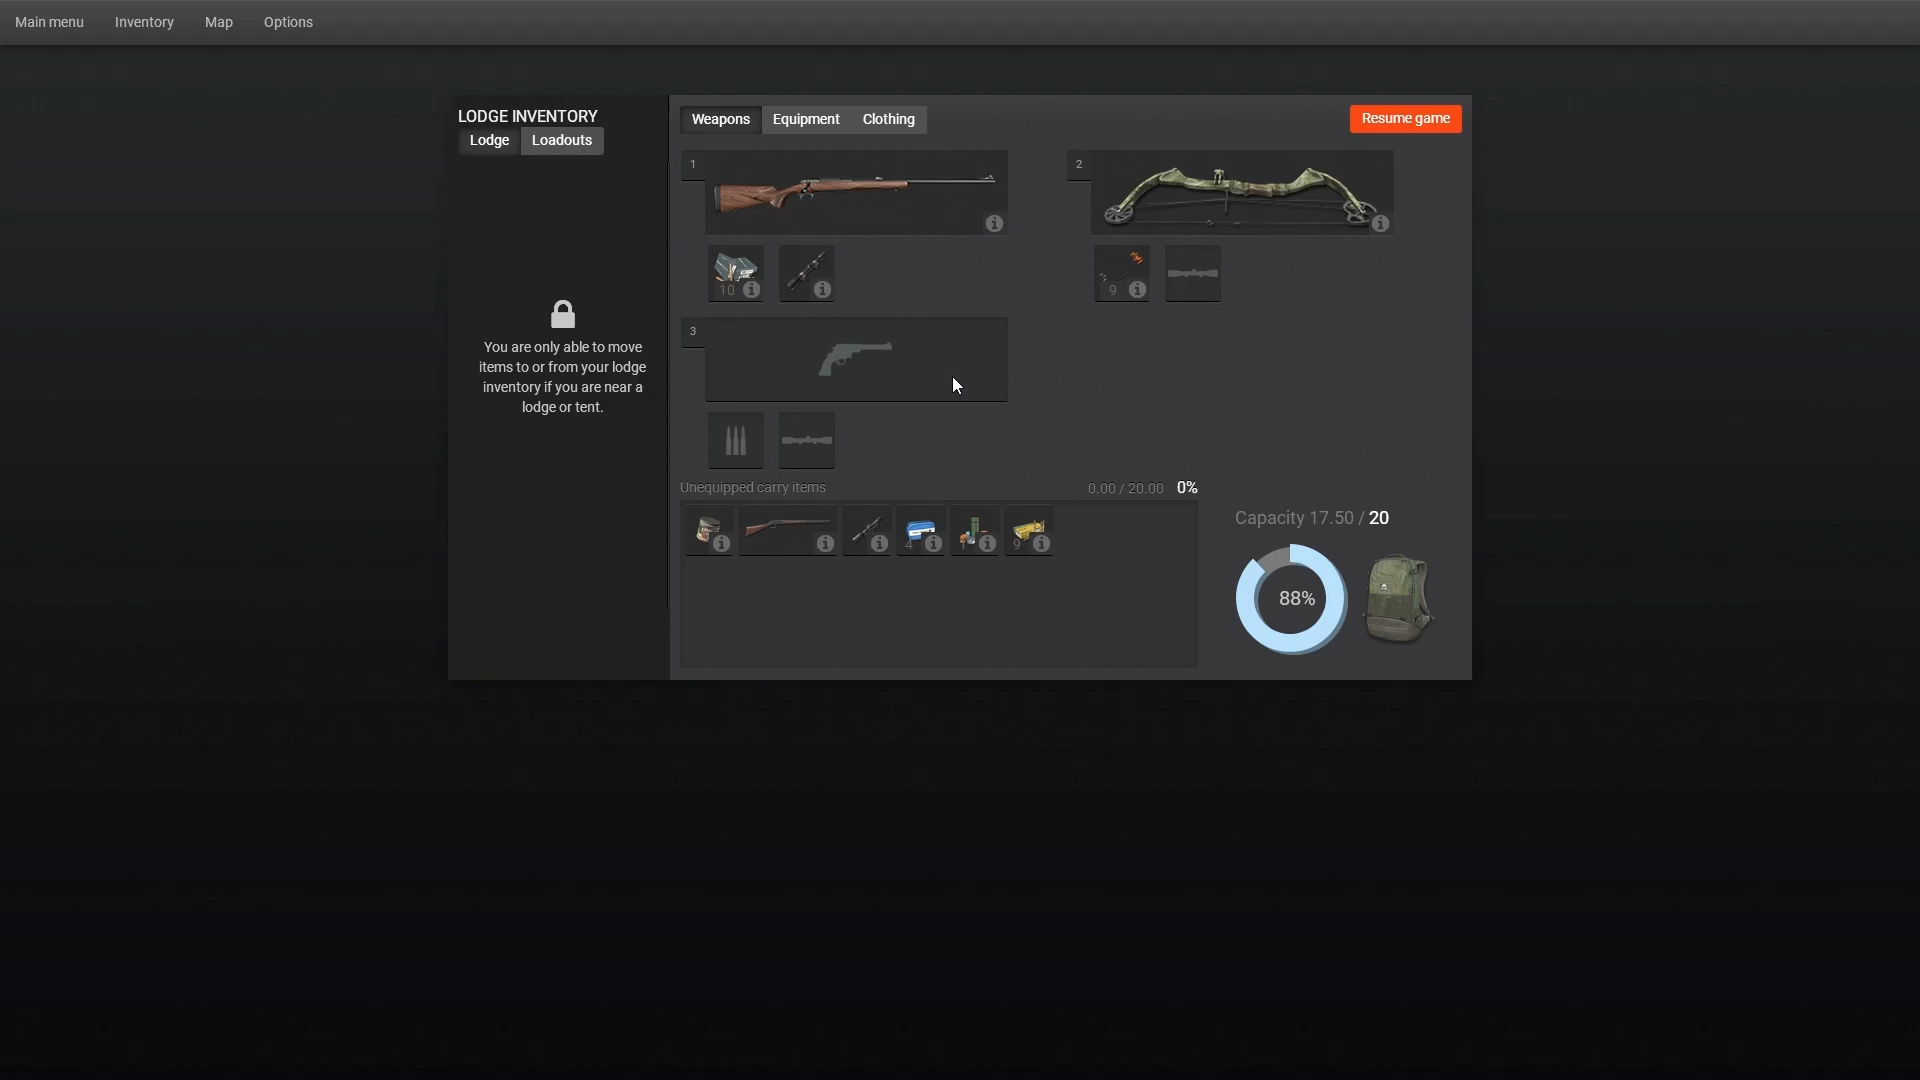 Main menu Inventory Map Options
LODGE INVENTORY
Lodge Loadouts
You are only able to move
items to or from your lodge
inventory if you are near a
lodge or tent.
Weapons Equipment Clothing
Resume game
1
2
10
9
3
Unequipped carry items
0.00 / 20.00 0%
4
1
9
Capacity 17.50 / 20
88%